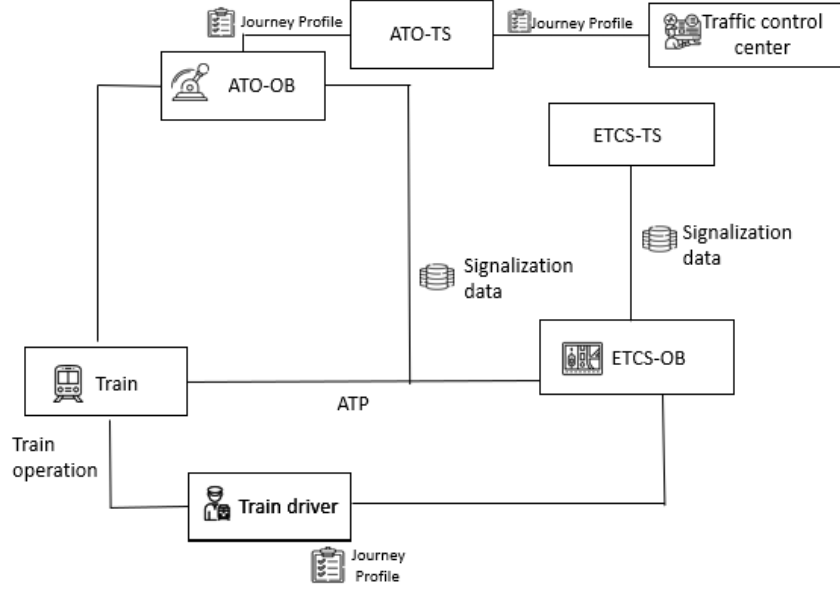 Journey Profile
ATO-TS
Journey Profile
Traffic control
center
ATO-OB
ETCS-TS
Signalization
data
Signalization
data
ETCS-OB
Train
ATP
Train
operation
Train driver
Journey
Profile